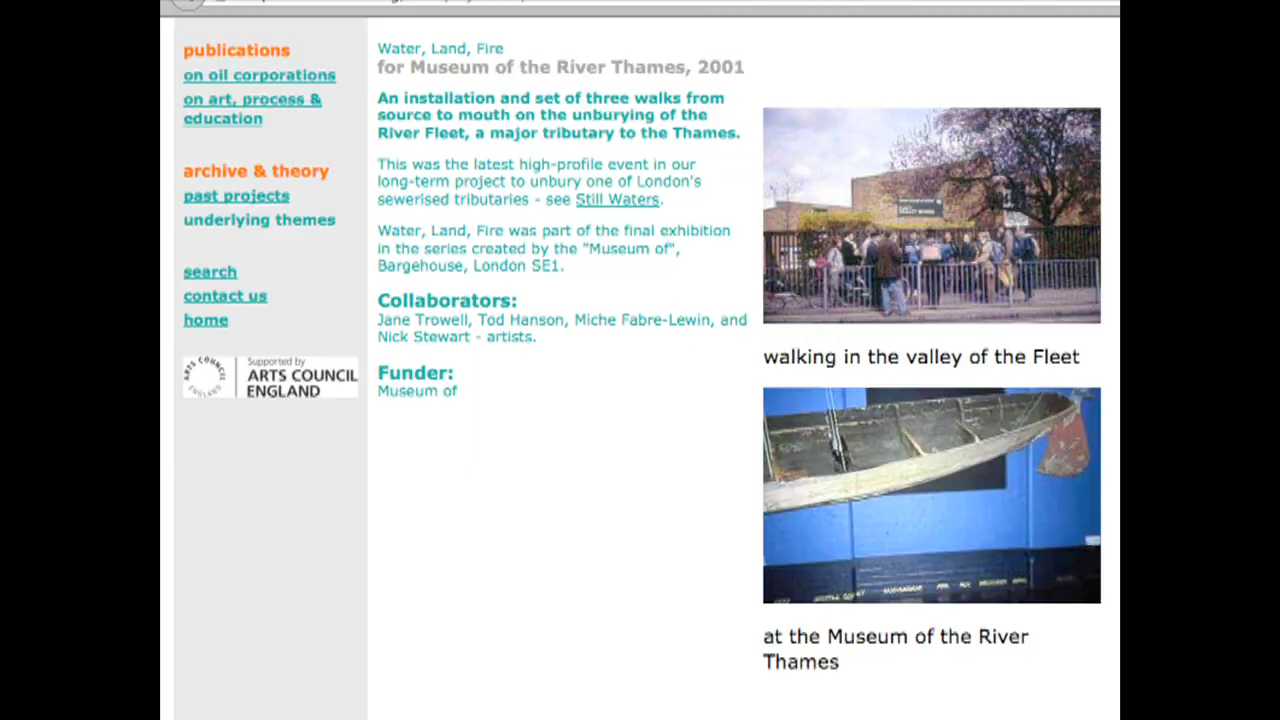 publications
on oil corporations
on art, process &
education
archive & theory
past projects
underlying themes
search
contact us
home
Supported by
ARTS COUNCIL
ENGLAND
ARTS COUNCIL
ENGLAND
Water, Land, Fire
for Museum of the River Thames, 2001
An installation and set of three walks from
source to mouth on the unburying of the
River Fleet, a major tributary to the Thames.
This was the latest high-profile event in our
long-term project to unbury one of London's
sewerised tributaries - see Still Waters.
Water, Land, Fire was part of the final exhibition
in the series created by the "Museum of",
Bargehouse, London SE1.
Collaborators:
Jane Trowell, Tod Hanson, Miche Fabre-Lewin, and
Nick Stewart - artists.
Funder:
Museum of
walking in the valley of the Fleet
at the Museum of the River
Thames